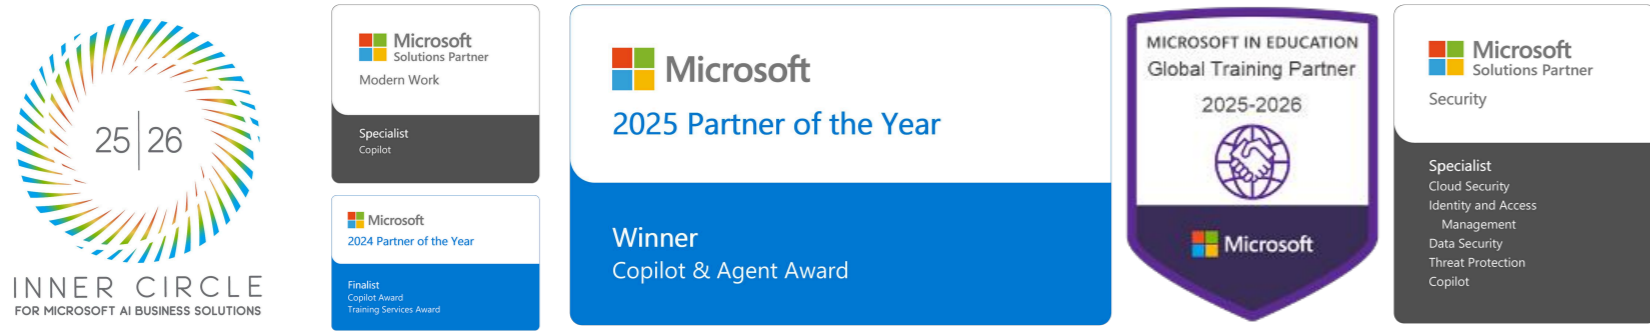 25|26
INNER CIRCLE
FOR MICROSOFT AI BUSINESS SOLUTIONS
Microsoft
Solutions Partner
Modern Work
Specialist
Copilot
Microsoft
2024 Partner of the Year
Finalist
Copilot Award
Training Services Award
Microsoft
2025 Partner of the Year
Winner
Copilot & Agent Award
MICROSOFT IN EDUCATION
Global Training Partner
2025-2026
Microsoft
Microsoft
Solutions Partner
Security
Specialist
Cloud Security
Identity and Access
Management
Data Security
Threat Protection
Copilot